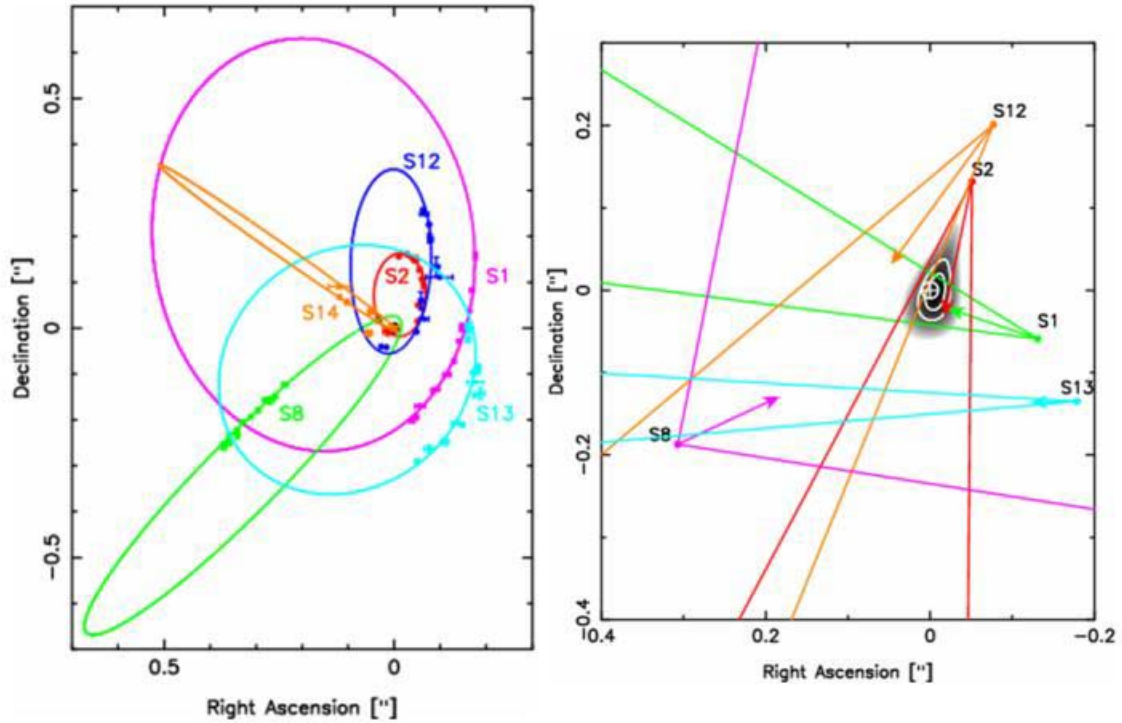 0.5
0
-0.5
Declination ["]
0.5
0
Right Ascension ["]
S12
S2
S1
S14
S13
S8
0.2
0
-0.2
-0.4
Declination ["]
0.4
0.2
0
-0.2
Right Ascension ["]
S12
S2
S1
S13
S8